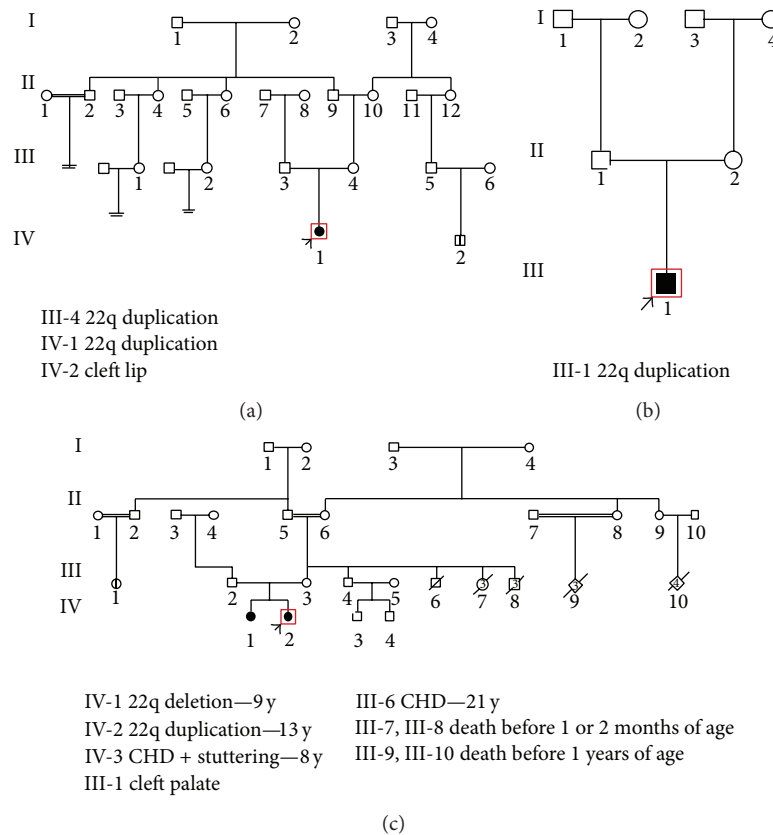 I
1 2 3 4
II
1 2 3 4 5 6 7 8 9 10 11 12
III
1 2 3 4 5 6
IV
1 2
III-4 22q duplication
IV-1 22q duplication
IV-2 cleft lip
(a)
I
1 2 3 4
II
1 2
III
1
III-1 22q duplication
(b)
I
1 2 3 4
II
1 2 3 4 5 6 7 8 9 10
III
3 3 3 4
1 2 3 4 5 6 7 8 9 10
IV
1 2 3 4
IV-1 22q deletion—9 y
IV-2 22q duplication—13 y
IV-3 CHD + stuttering—8 y
III-1 cleft palate
III-6 CHD—21 y
III-7, III-8 death before 1 or 2 months of age
III-9, III-10 death before 1 years of age
(c)